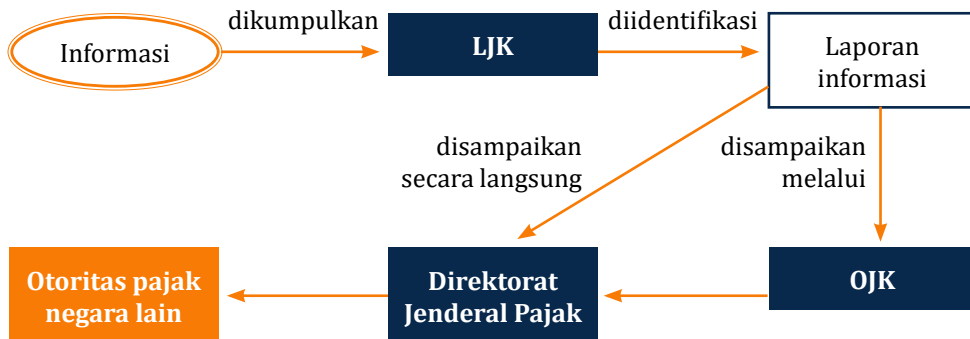 Informasi
dikumpulkan
LJK
diidentifikasi
Laporan
informasi
disampaikan
secara langsung
disampaikan
melalui
Otoritas pajak
negara lain
Direktorat
Jenderal Pajak
OJK